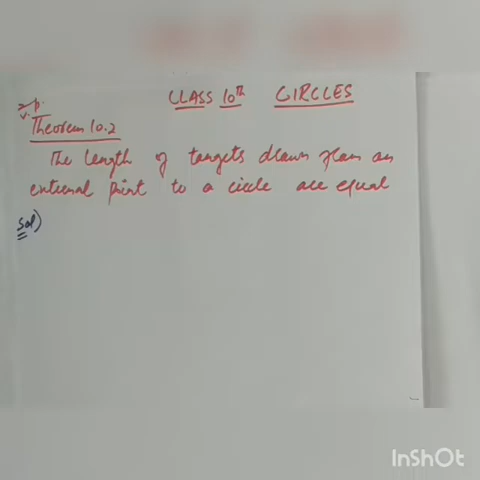 CLASS 10th CIRCLES
v.
Theorem 10.2
The length of tangets drawn from an
external point to a circle are equal
Sol)
InShOt